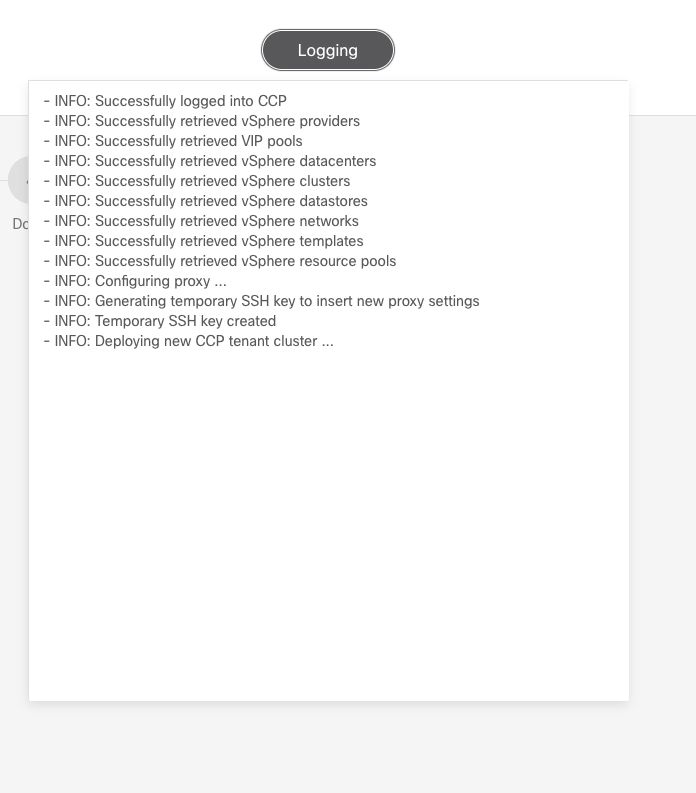 Logging
- INFO: Successfully logged into CCP
- INFO: Successfully retrieved vSphere providers
- INFO: Successfully retrieved VIP pools
- INFO: Successfully retrieved vSphere datacenters
- INFO: Successfully retrieved vSphere clusters
- INFO: Successfully retrieved vSphere datastores
- INFO: Successfully retrieved vSphere networks
- INFO: Successfully retrieved vSphere templates
- INFO: Successfully retrieved vSphere resource pools
- INFO: Configuring proxy ...
- INFO: Generating temporary SSH key to insert new proxy settings
- INFO: Temporary SSH key created
- INFO: Deploying new CCP tenant cluster ...